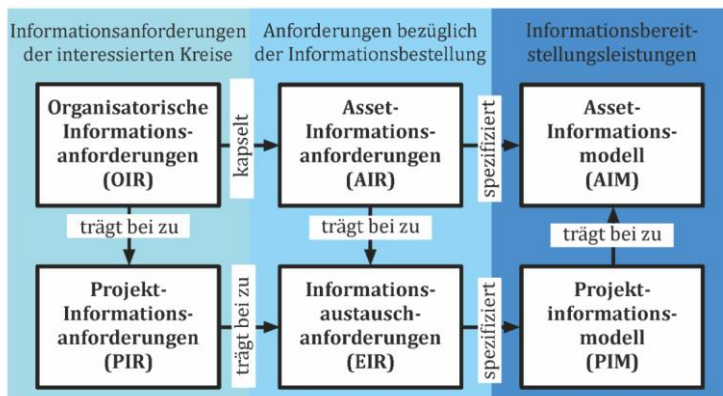 Informationsanforderungen
der interessierten Kreise
Anforderungen bezüglich
der Informationsbestellung
Informationsbereit-
stellungsleistungen
Organisatorische
Informations-
anforderungen
(OIR)
kapselt
Asset-
Informations-
anforderungen
(AIR)
spezifiziert
Asset-
Informations-
modell
(AIM)
trägt bei zu
trägt bei zu
trägt bei zu
Projekt-
Informations-
anforderungen
(PIR)
trägt bei zu
Informations-
austausch-
anforderungen
(EIR)
spezifiziert
Projekt-
informations-
modell
(PIM)